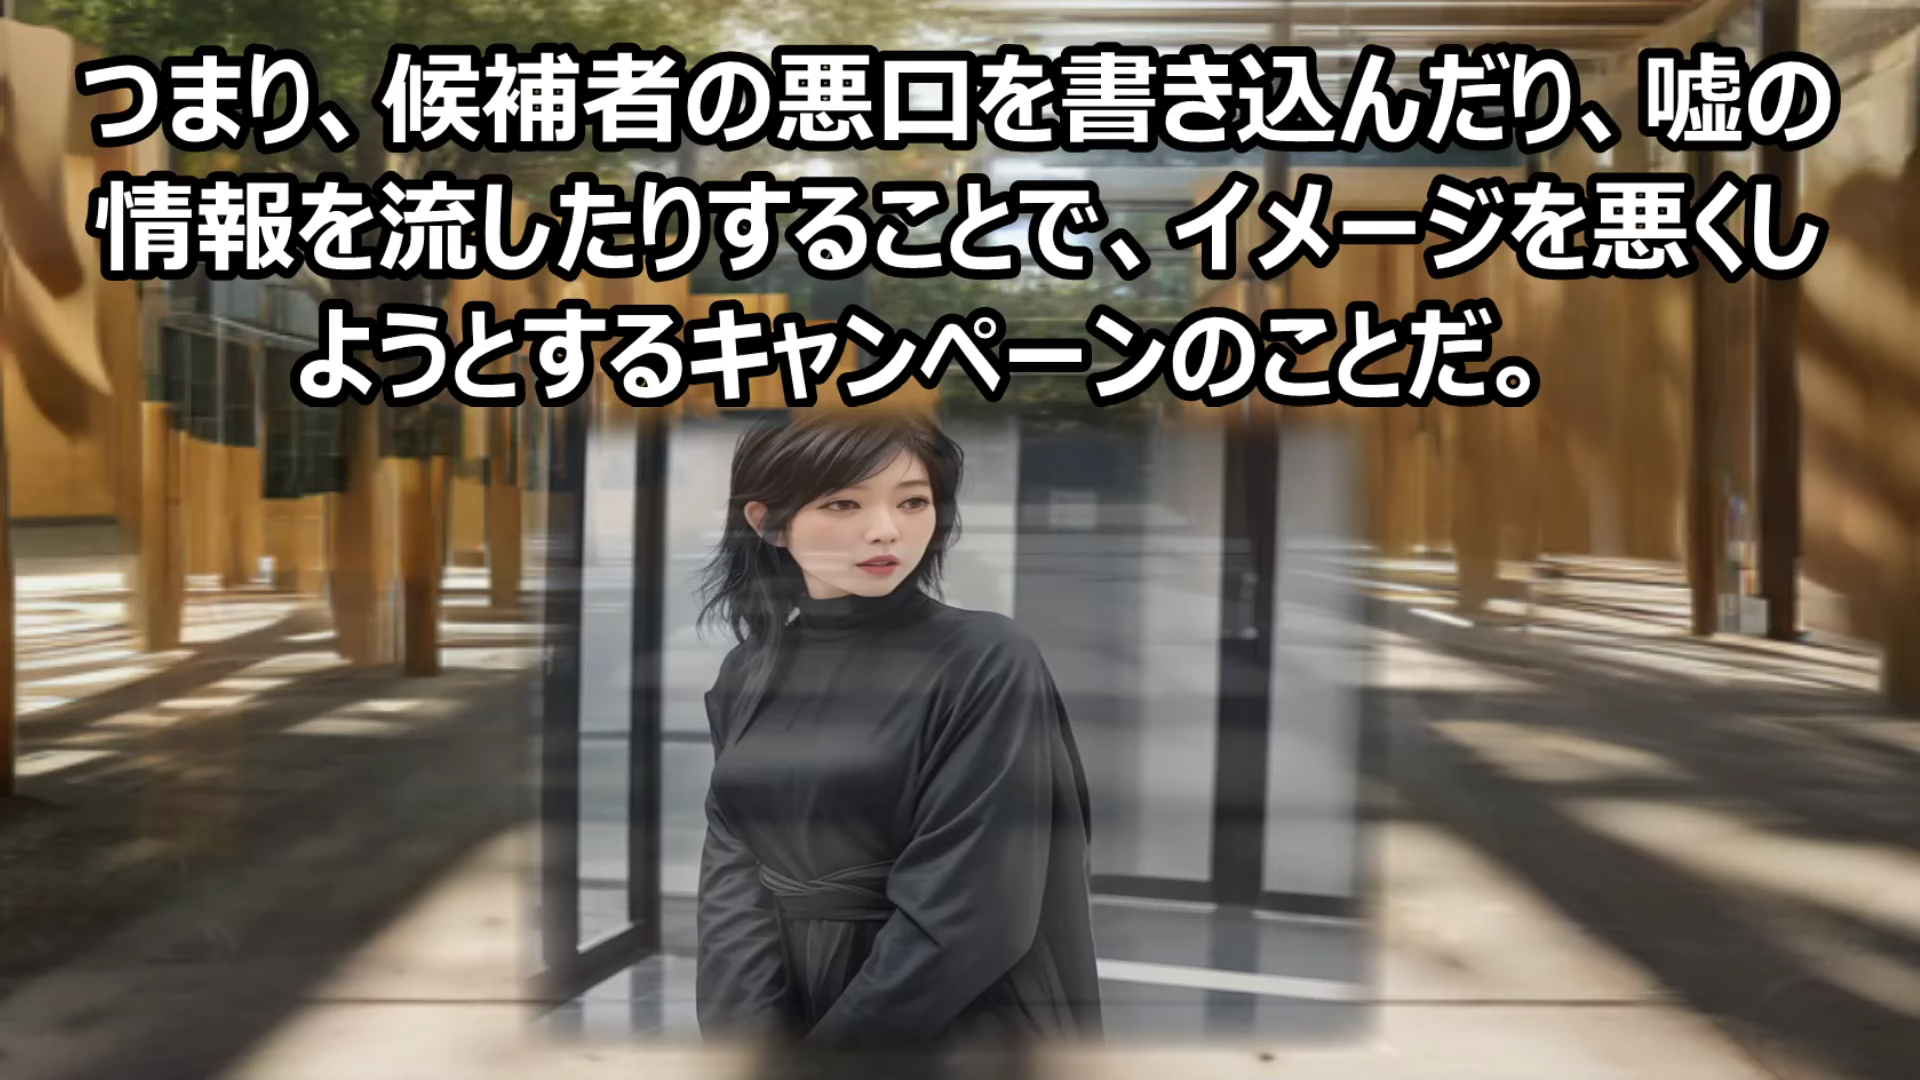 つまり、候補者の悪口を書き込んだり、嘘の
情報を流したりすることで、イメージを悪くし
ようとするキャンペーンのことだ。